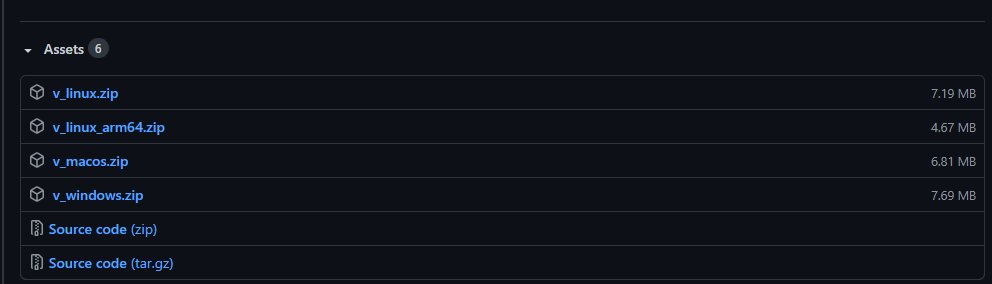 Assets 6
v_linux.zip 7.19 MB
v_linux_arm64.zip 4.67 MB
v_macos.zip 6.81 MB
v_windows.zip 7.69 MB
Source code (zip)
Source code (tar.gz)